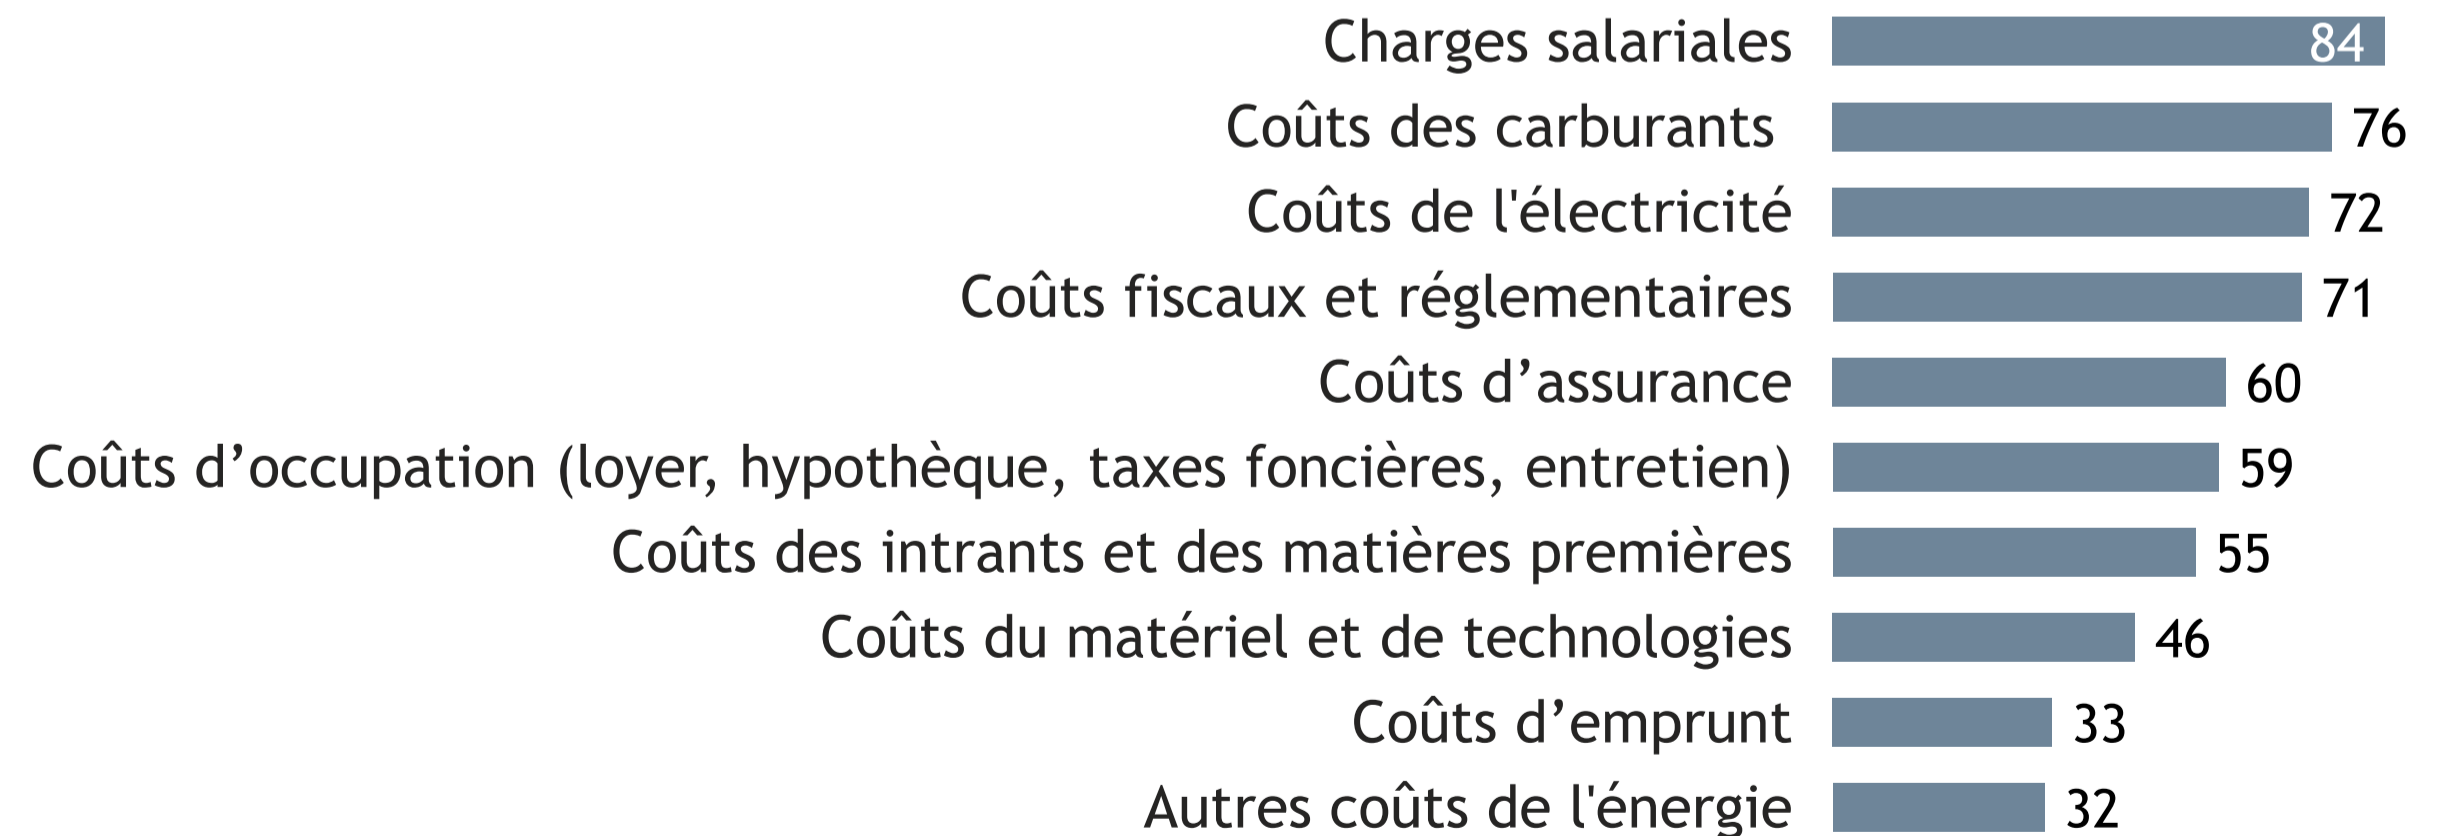 Charges salariales 84
Coûts des carburants 76
Coûts de l'électricité 72
Coûts fiscaux et réglementaires 71
Coûts d’assurance 60
Coûts d’occupation (loyer, hypothèque, taxes foncières, entretien) 59
Coûts des intrants et des matières premières 55
Coûts du matériel et de technologies 46
Coûts d’emprunt 33
Autres coûts de l'énergie 32